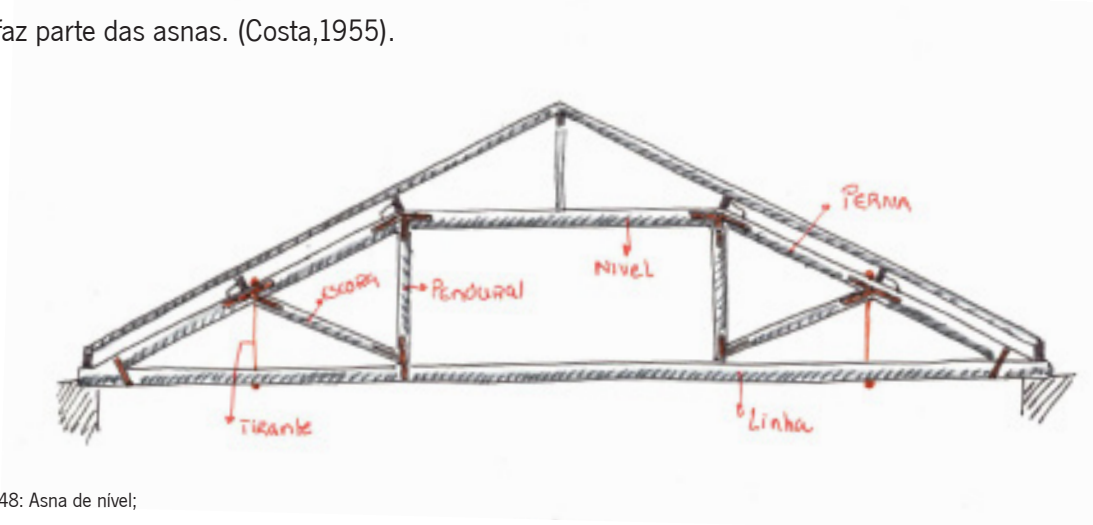 faz parte das asnas. (Costa,1955).
PERNA
NIVEL
ESCORA
PENDURAL
TIRANTE
Linha
48: Asna de nível;